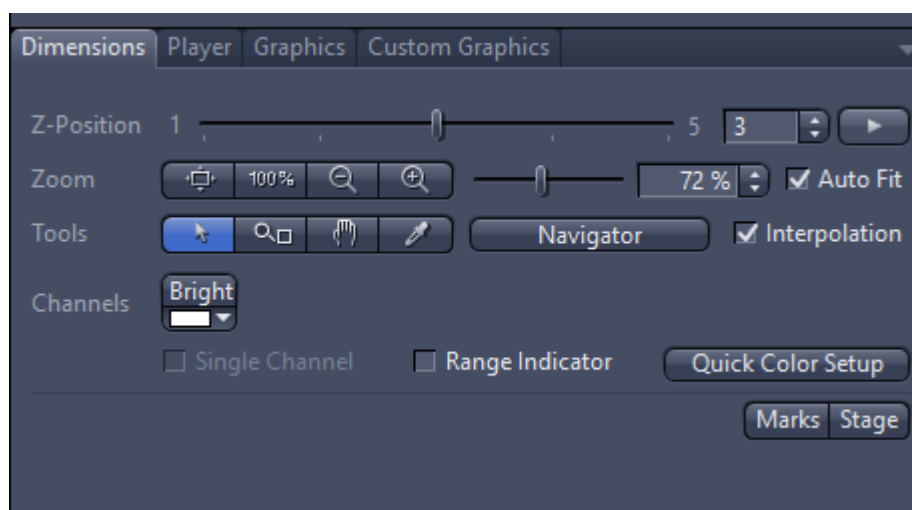 Dimensions Player Graphics Custom Graphics
Z-Position 1 5 3
Zoom 100% 72 % Auto Fit
Tools Navigator Interpolation
Channels Bright
Single Channel Range Indicator Quick Color Setup
Marks Stage